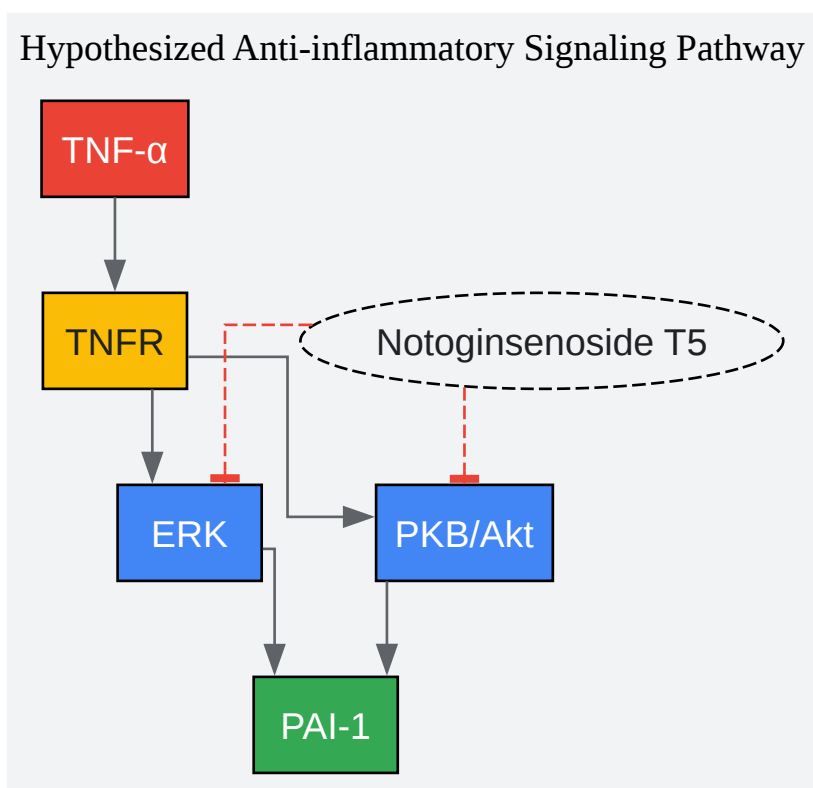 Hypothesized Anti-inflammatory Signaling Pathway
TNF-α
TNFR
Notoginsenoside T5
ERK
PKB/Akt
PAI-1